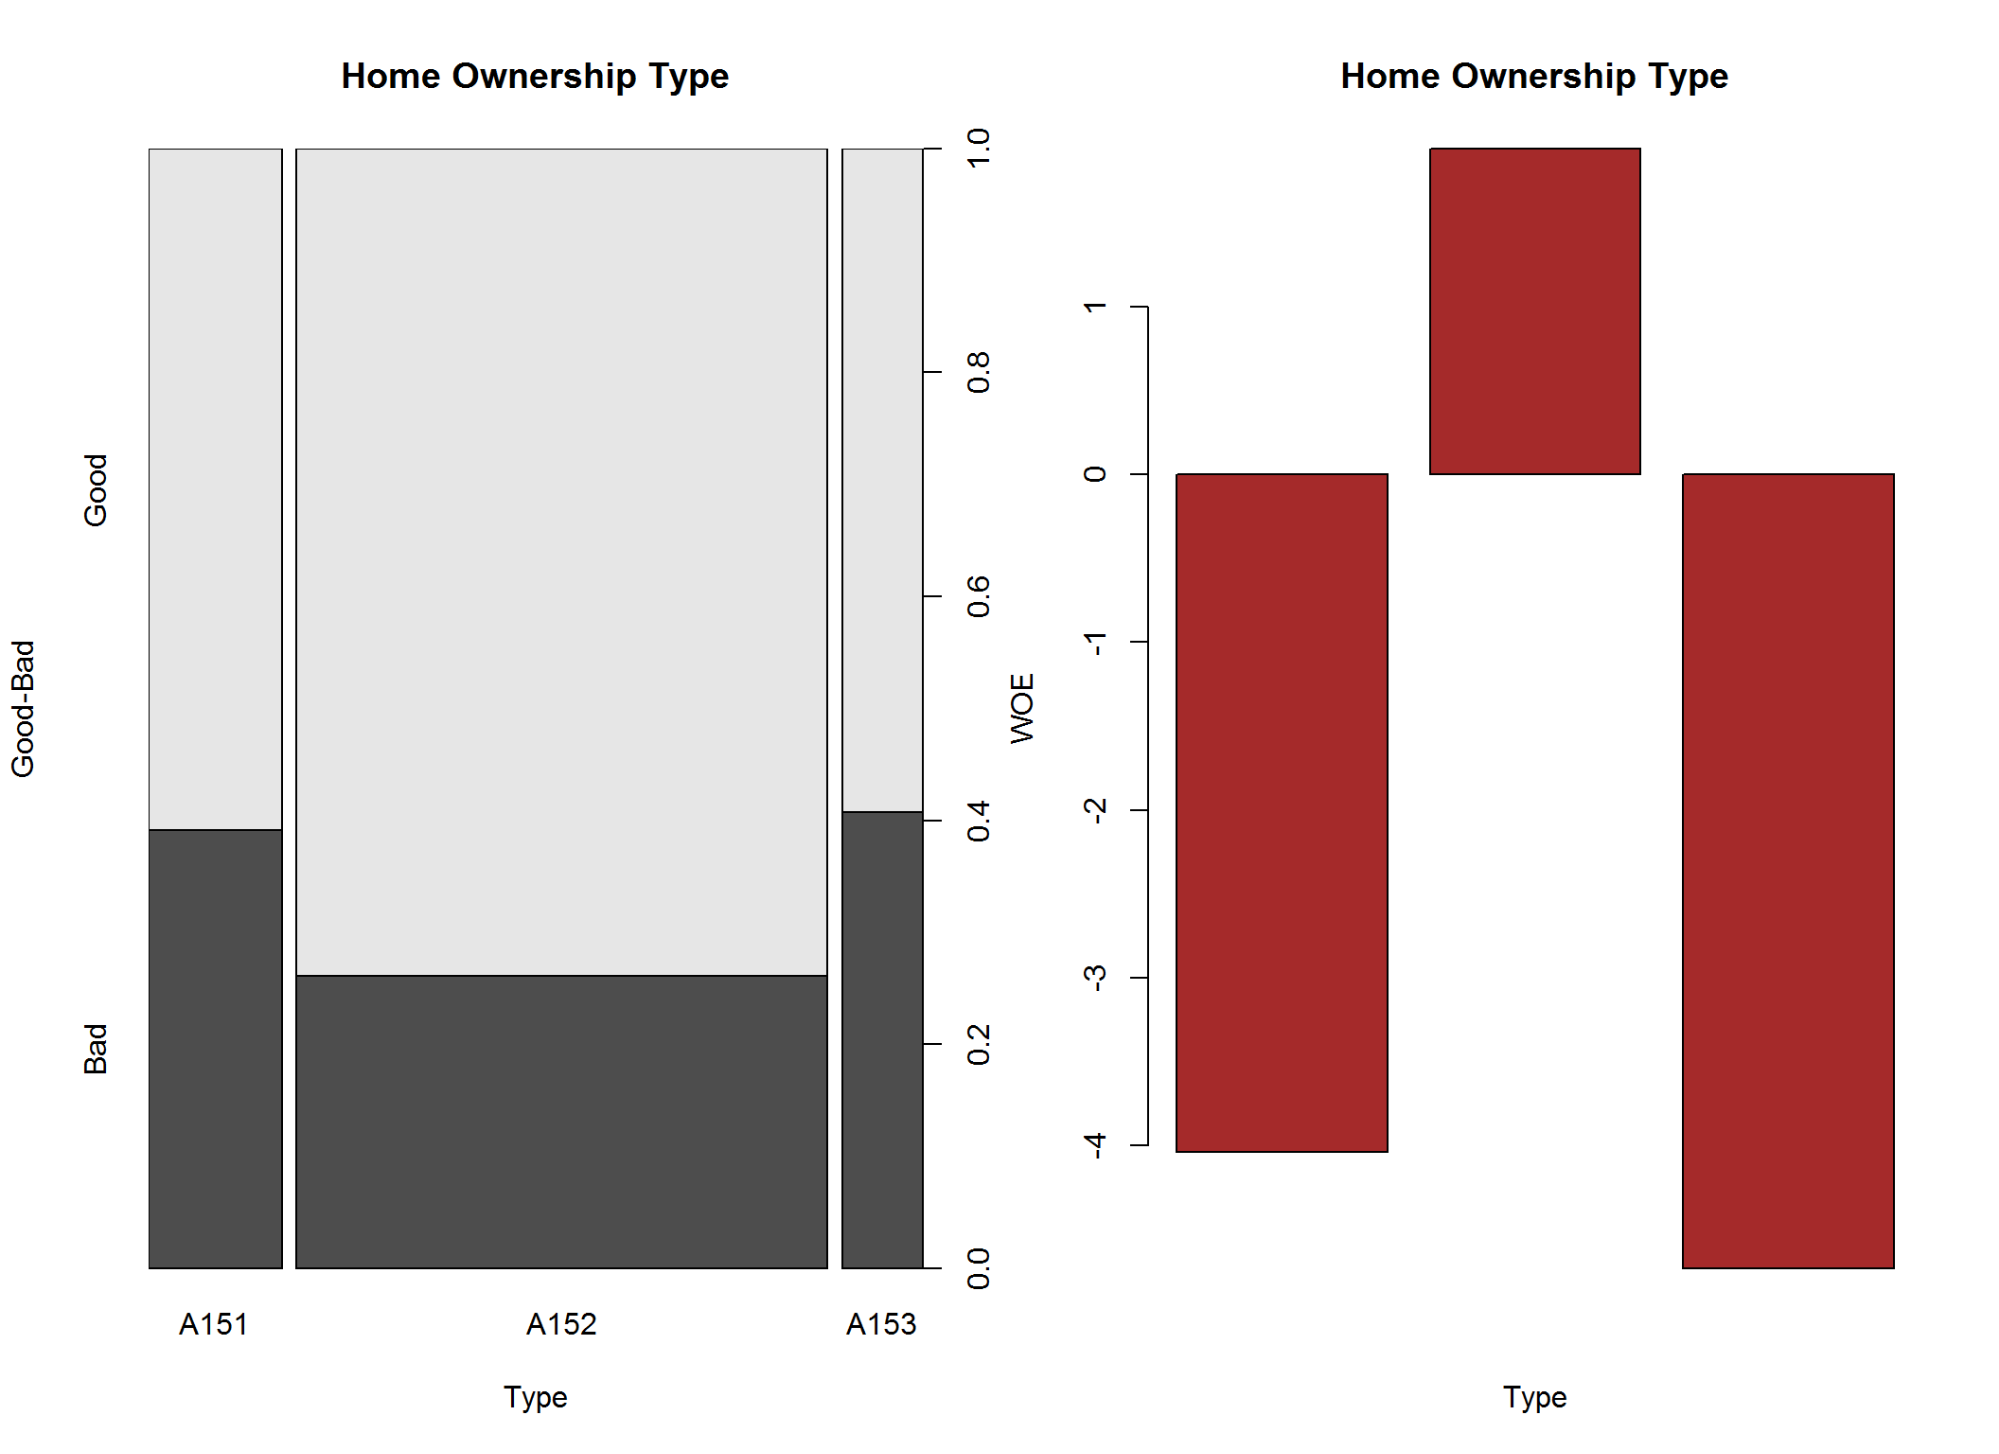 Home Ownership Type
Good-Bad
Good
Bad
1.0
0.8
0.6
0.4
0.2
0.0
A151 A152 A153
Type
Home Ownership Type
WOE
1
0
-1
-2
-3
-4
Type